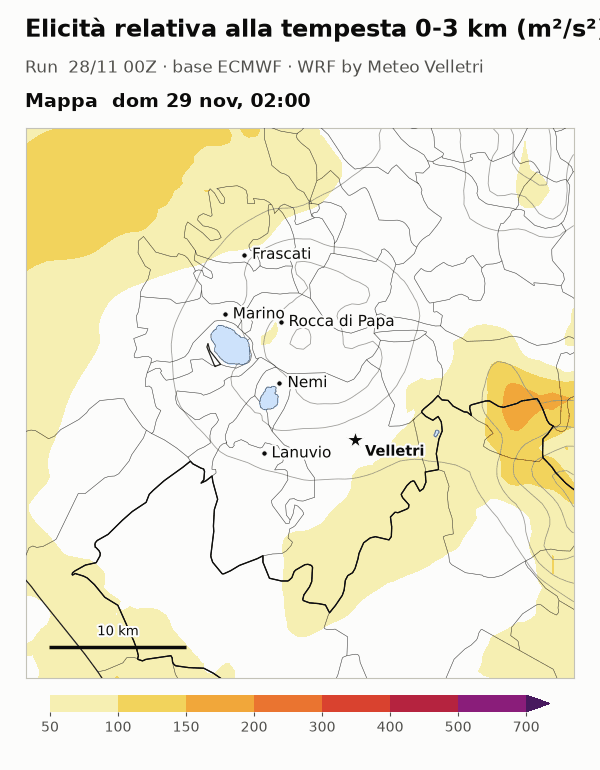 Elicità relativa alla tempesta 0-3 km (m²/s²)
Run 28/11 00Z · base ECMWF · WRF by Meteo Velletri
Mappa dom 29 nov, 02:00
Frascati
Marino
Rocca di Papa
Nemi
Velletri
Lanuvio
10 km
50 100 150 200 300 400 500 700